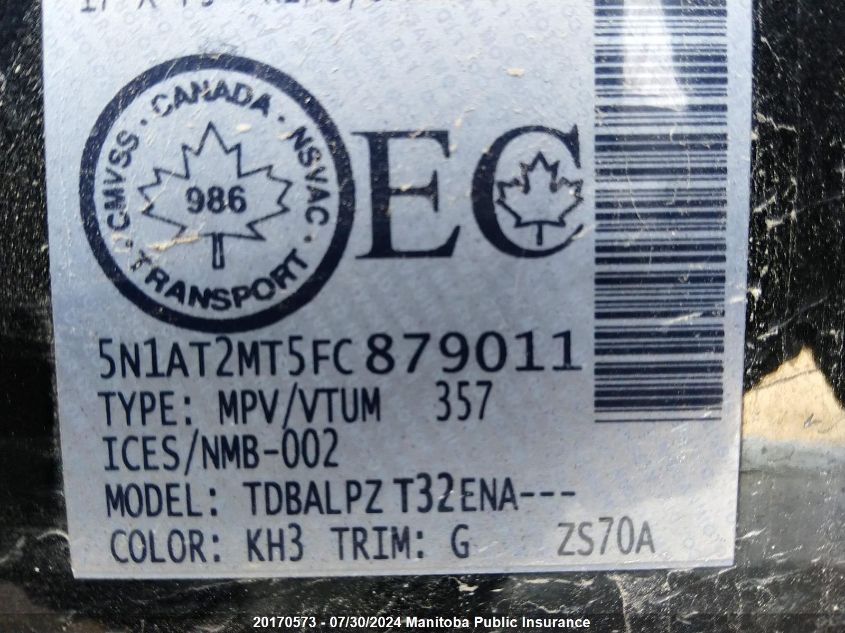 CMVSS · CANADA · NSVAC · TRANSPORT
986
EC
5N1AT2MT5FC879011
TYPE: MPV/VTUM 357
ICES/NMB-002
MODEL: TDBALPZ T32ENA---
COLOR: KH3 TRIM: G ZS70A
20170573 - 07/30/2024 Manitoba Public Insurance